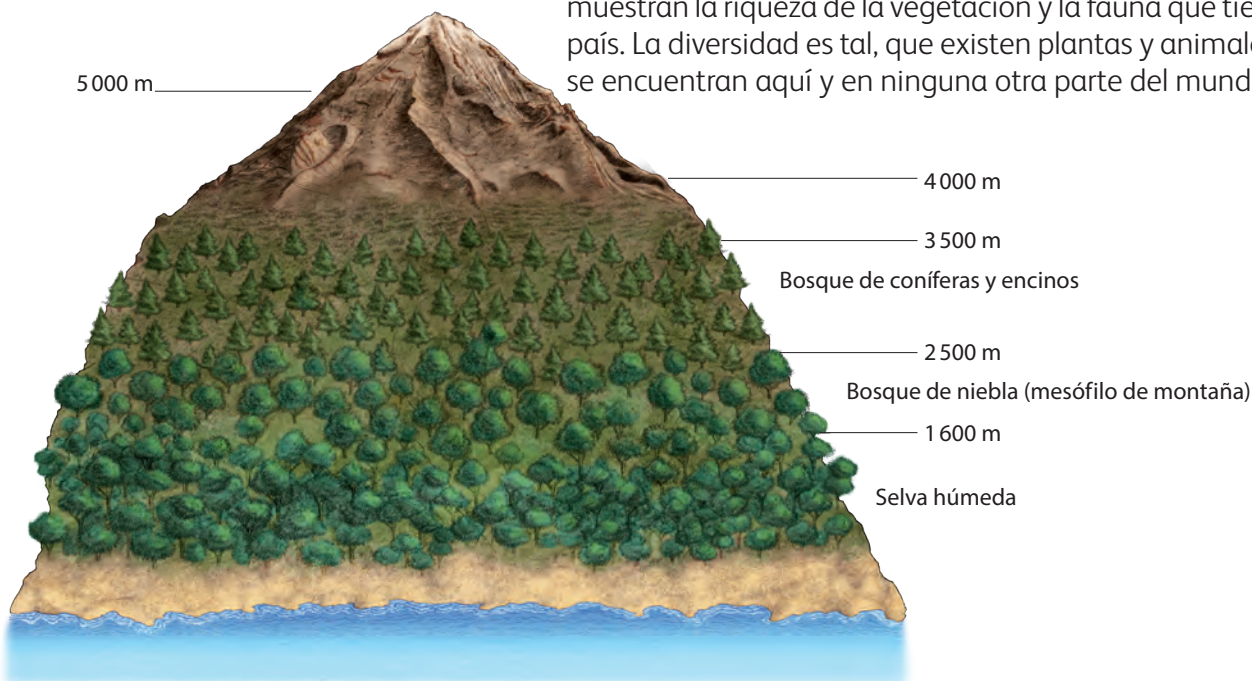 muestran la riqueza de la vegetación y la fauna que
país. La diversidad es tal, que existen plantas y
se encuentran aquí y en ninguna otra parte del
5 000 m
4 000 m
3 500 m
Bosque de coníferas y encinos
2 500 m
Bosque de niebla (mesófilo de montaña)
1 600 m
Selva húmeda